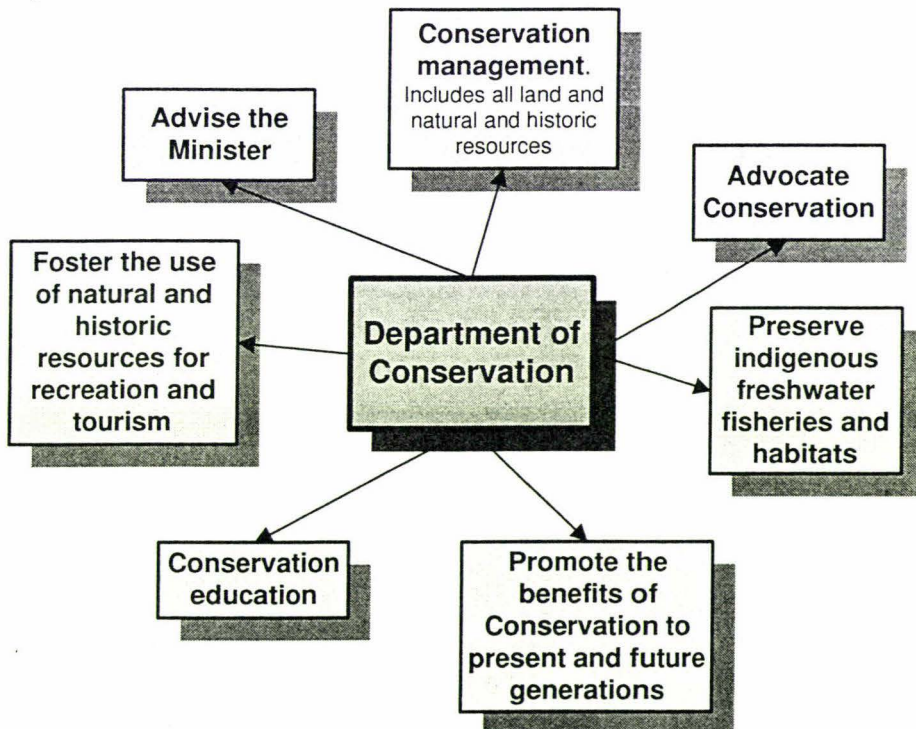 Conservation
management.
Includes all land and
natural and historic
resources
Advise the
Minister
Advocate
Conservation
Foster the use
of natural and
historic
resources for
recreation and
tourism
Department of
Conservation
Preserve
indigenous
freshwater
fisheries and
habitats
Conservation
education
Promote the
benefits of
Conservation to
present and future
generations